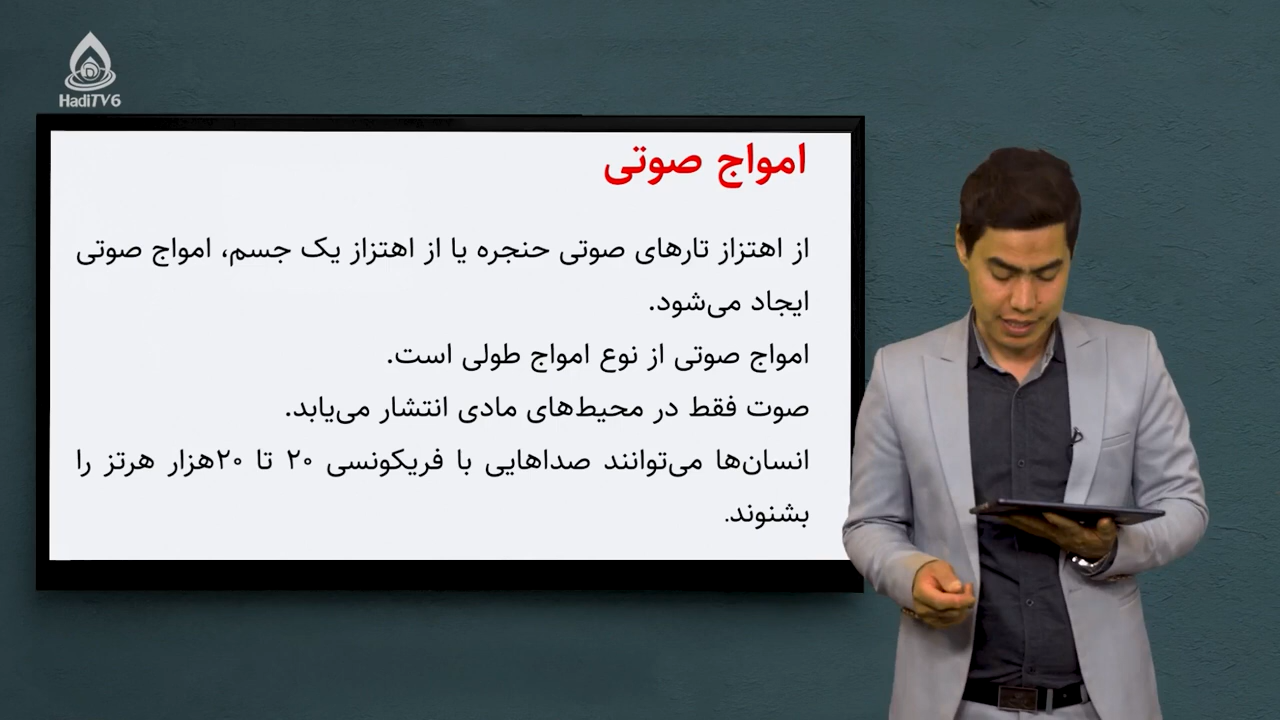 HadiTV6
امواج صوتی
از اهتزاز تارهای صوتی حنجره یا از اهتزاز یک جسم، امواج صوتی
ایجاد می‌شود.
امواج صوتی از نوع امواج طولی است.
صوت فقط در محیط‌های مادی انتشار می‌یابد.
انسان‌ها می‌توانند صداهایی با فریکونسی ۲۰ تا ۲۰هزار هرتز را
بشنوند.